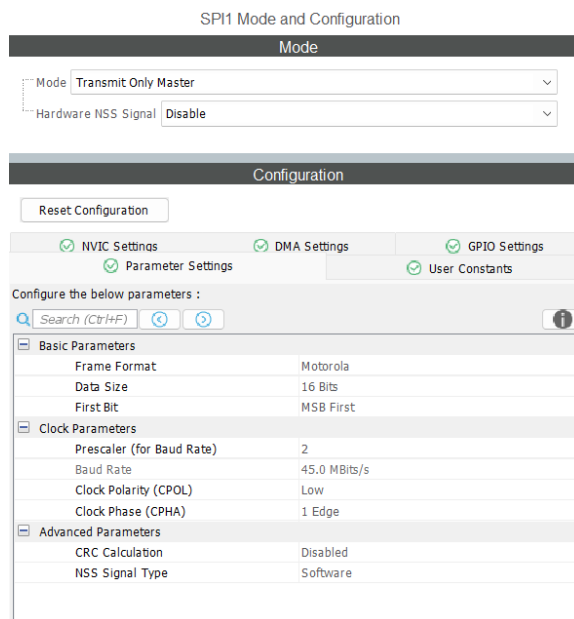 SPI1 Mode and Configuration
Mode
Mode Transmit Only Master
Hardware NSS Signal Disable
Configuration
Reset Configuration
NVIC Settings DMA Settings GPIO Settings
Parameter Settings User Constants
Configure the below parameters :
Search (Ctrl+F)
Basic Parameters
Frame Format Motorola
Data Size 16 Bits
First Bit MSB First
Clock Parameters
Prescaler (for Baud Rate) 2
Baud Rate 45.0 MBits/s
Clock Polarity (CPOL) Low
Clock Phase (CPHA) 1 Edge
Advanced Parameters
CRC Calculation Disabled
NSS Signal Type Software